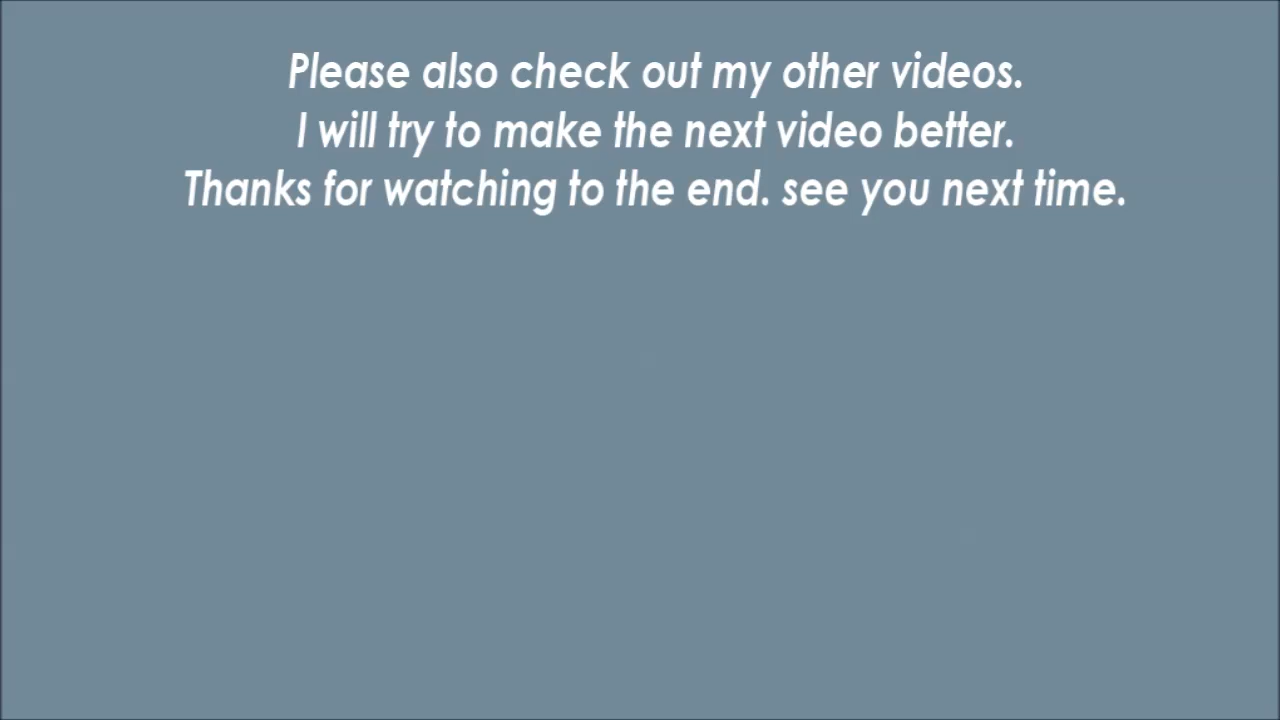 Please also check out my other videos.
I will try to make the next video better.
Thanks for watching to the end. see you next time.